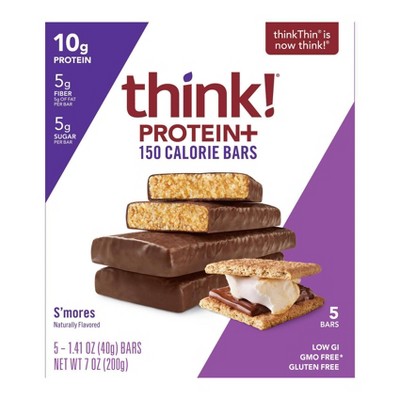 10g
PROTEIN
5g
FIBER
5g OF FAT
PER BAR
5g
SUGAR
PER BAR
thinkThin® is
now think!®
think!®
PROTEIN+
150 CALORIE BARS
S'mores
Naturally Flavored
5
BARS
5 – 1.41 OZ (40g) BARS
NET WT 7 OZ (200g)
LOW GI
GMO FREE*
GLUTEN FREE